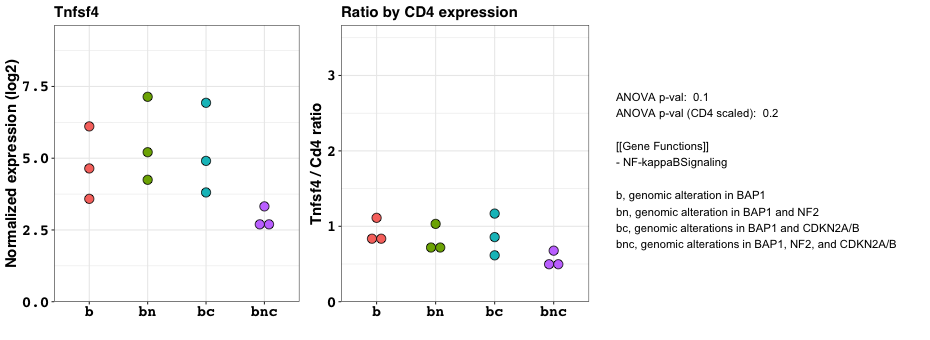 Tnfsf4
Normalized expression (log2)
7.5
5.0
2.5
0.0
b bn bc bnc
Ratio by CD4 expression
Tnfsf4 / Cd4 ratio
3
2
1
0
b bn bc bnc
ANOVA p-val: 0.1
ANOVA p-val (CD4 scaled): 0.2
[[Gene Functions]]
- NF-kappaBSignaling
b, genomic alteration in BAP1
bn, genomic alteration in BAP1 and NF2
bc, genomic alterations in BAP1 and CDKN2A/B
bnc, genomic alterations in BAP1, NF2, and CDKN2A/B